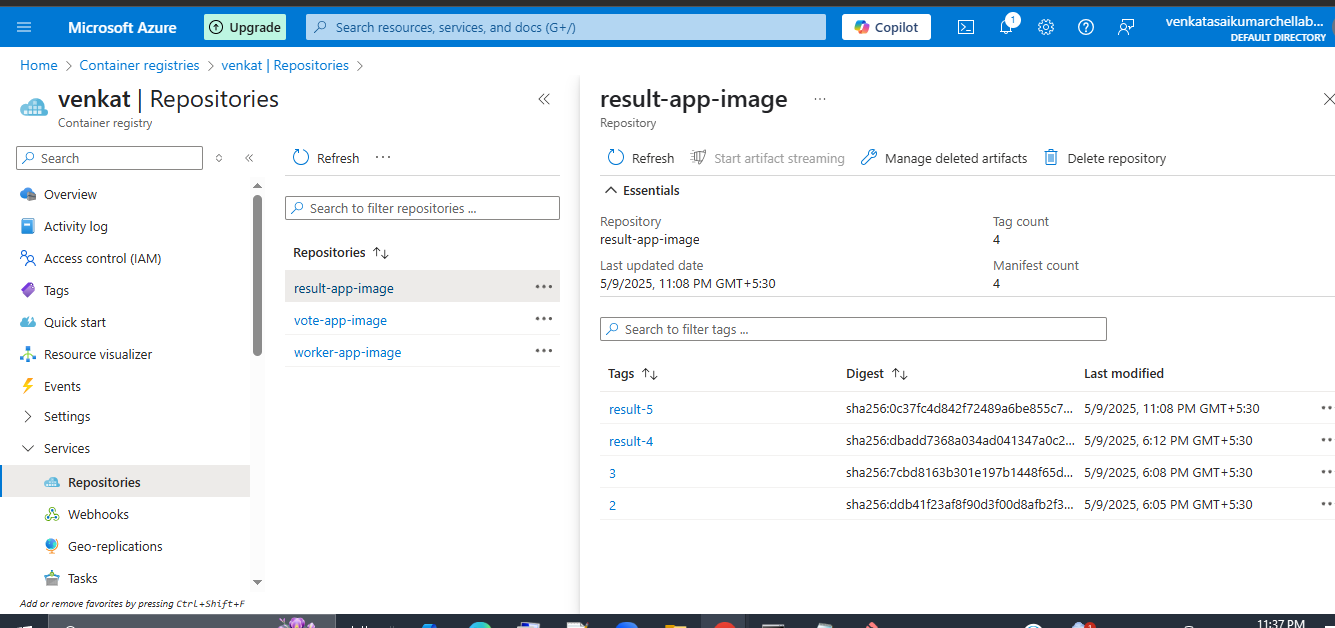 Microsoft Azure
Upgrade
Search resources, services, and docs (G+/)
Copilot
1
venkatasaikumarchellab...
DEFAULT DIRECTORY
Home > Container registries > venkat | Repositories >
venkat | Repositories
Container registry
Search
Overview
Activity log
Access control (IAM)
Tags
Quick start
Resource visualizer
Events
Settings
Services
Repositories
Webhooks
Geo-replications
Tasks
Add or remove favorites by pressing Ctrl+Shift+F
Refresh
Search to filter repositories ...
Repositories
result-app-image
vote-app-image
worker-app-image
result-app-image
Repository
Refresh
Start artifact streaming
Manage deleted artifacts
Delete repository
Essentials
Repository
result-app-image
Tag count
4
Last updated date
5/9/2025, 11:08 PM GMT+5:30
Manifest count
4
Search to filter tags ...
Tags Digest Last modified
result-5 sha256:0c37fc4d842f72489a6be855c7... 5/9/2025, 11:08 PM GMT+5:30
result-4 sha256:dbadd7368a034ad041347a0c2... 5/9/2025, 6:12 PM GMT+5:30
3 sha256:7cbd8163b301e197b1448f65d... 5/9/2025, 6:08 PM GMT+5:30
2 sha256:ddb41f23af8f90d3f00d8afb2f3... 5/9/2025, 6:05 PM GMT+5:30
11:37 PM